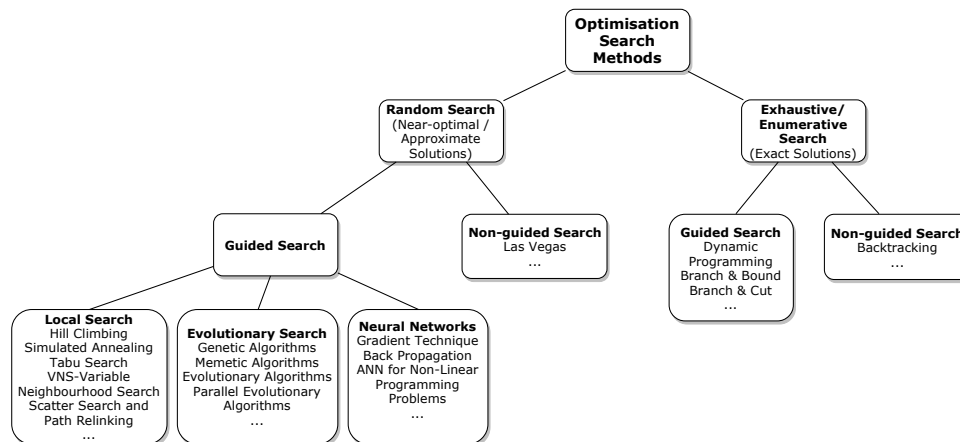 Optimisation
Search
Methods
Random Search
(Near-optimal /
Approximate
Solutions)
Exhaustive/
Enumerative
Search
(Exact Solutions)
Guided Search
Non-guided Search
Las Vegas
...
Guided Search
Dynamic
Programming
Branch & Bound
Branch & Cut
...
Non-guided Search
Backtracking
...
Local Search
Hill Climbing
Simulated Annealing
Tabu Search
VNS-Variable
Neighbourhood Search
Scatter Search and
Path Relinking
...
Evolutionary Search
Genetic Algorithms
Memetic Algorithms
Evolutionary Algorithms
Parallel Evolutionary
Algorithms
...
Neural Networks
Gradient Technique
Back Propagation
ANN for Non-Linear
Programming
Problems
...